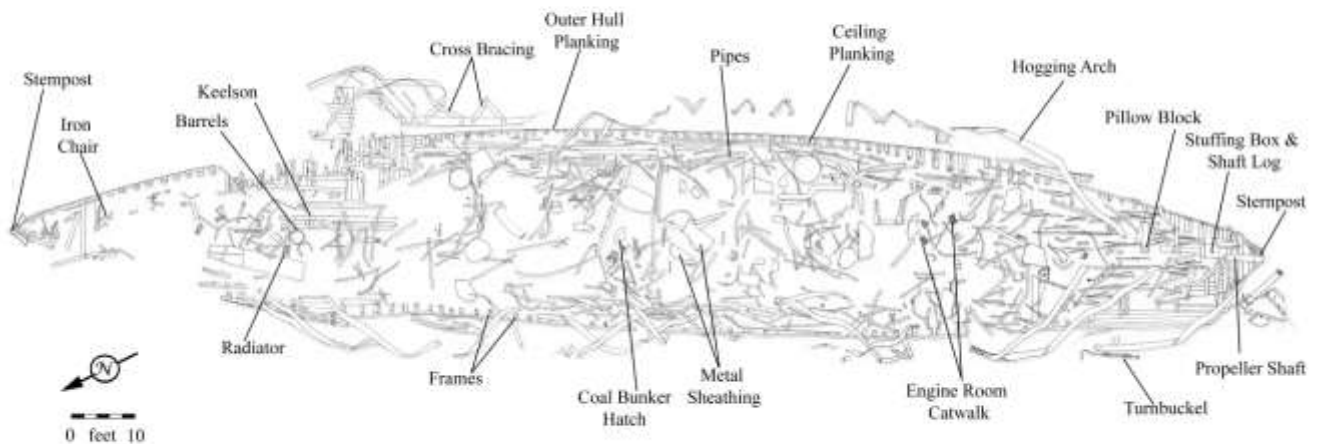 Outer Hull
Planking
Cross Bracing
Ceiling
Planking
Pipes
Hogging Arch
Stempost
Keelson
Barrels
Iron
Chair
Pillow Block
Stuffing Box &
Shaft Log
Sternpost
Radiator
Frames
Coal Bunker
Hatch
Metal
Sheathing
Engine Room
Catwalk
Propeller Shaft
Turnbuckel
N
0 feet 10